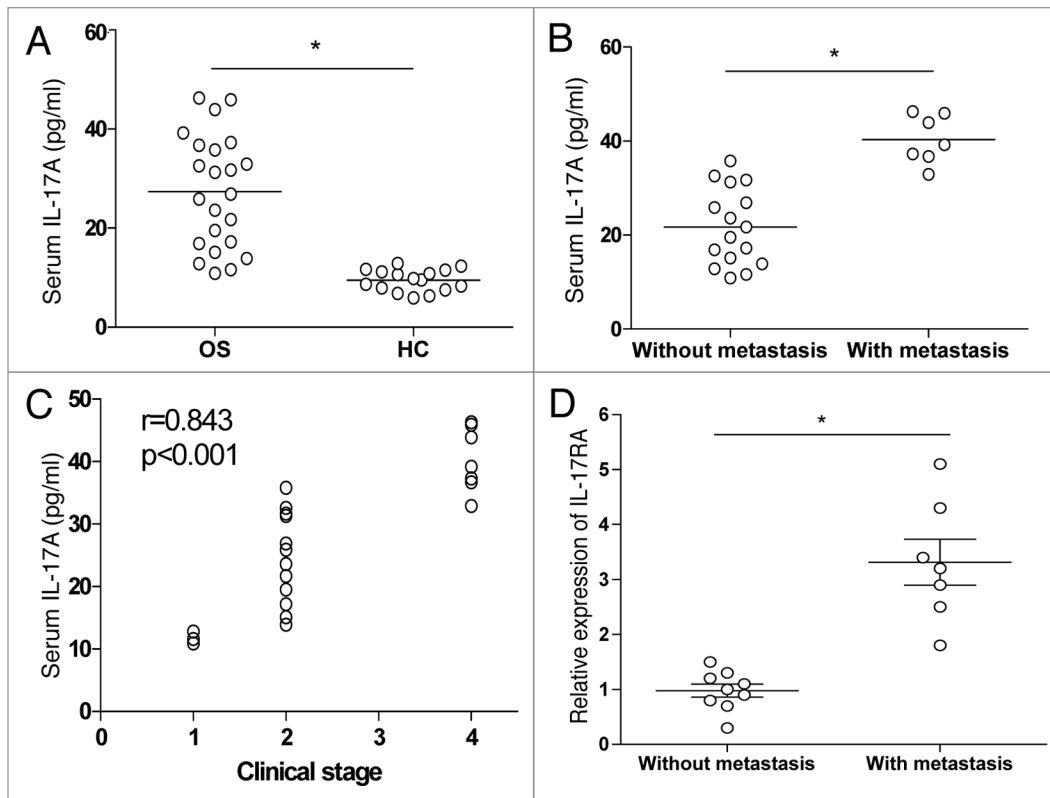 A
Serum IL-17A (pg/ml)
60
40
20
0
*
OS HC
B
Serum IL-17A (pg/ml)
60
40
20
0
*
Without metastasis With metastasis
C
Serum IL-17A (pg/ml)
50
40
30
20
10
0
r=0.843
p<0.001
0 1 2 3 4
Clinical stage
D
Relative expression of IL-17RA
6
5
4
3
2
1
0
*
Without metastasis With metastasis